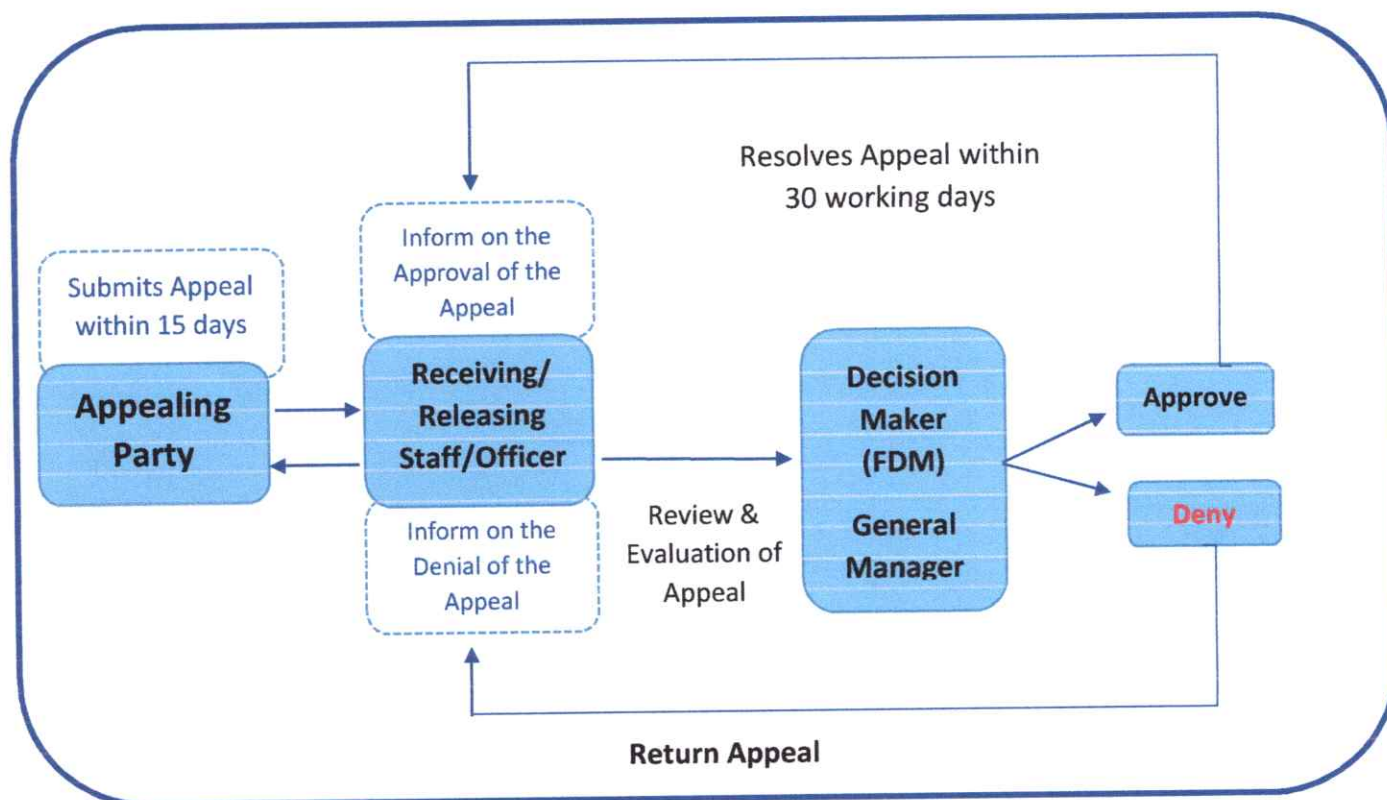 Resolves Appeal within
30 working days
Submits Appeal
within 15 days
Appealing
Party
Inform on the
Approval of the
Appeal
Receiving/
Releasing
Staff/Officer
Inform on the
Denial of the
Appeal
Review &
Evaluation of
Appeal
Decision
Maker
(FDM)
General
Manager
Approve
Deny
Return Appeal